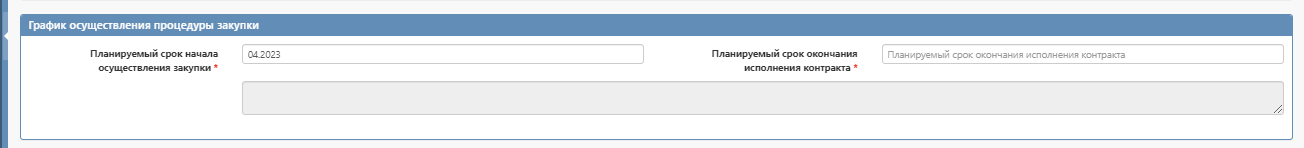 График осуществления процедуры закупки
Планируемый срок начала
осуществления закупки *
04.2023
Планируемый срок окончания
исполнения контракта *
Планируемый срок окончания исполнения контракта